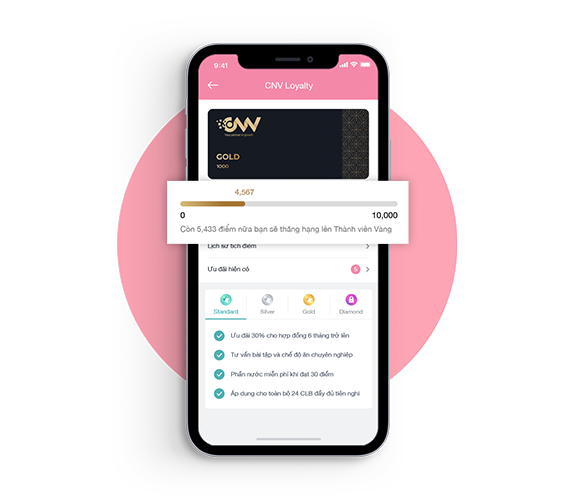 9:41
CNV Loyalty
CNV
Your partner in growth
GOLD
1000
4,567
0 10,000
Còn 5,433 điểm nữa bạn sẽ thăng hạng lên Thành viên Vàng
Lịch sử tích điểm
Ưu đãi hiện có 5
Standard Silver Gold Diamond
Ưu đãi 30% cho hợp đồng 6 tháng trở lên
Tư vấn bài tập và chế độ ăn chuyên nghiệp
Phần nước miễn phí khi đạt 30 điểm
Áp dụng cho toàn bộ 24 CLB đầy đủ tiện nghi